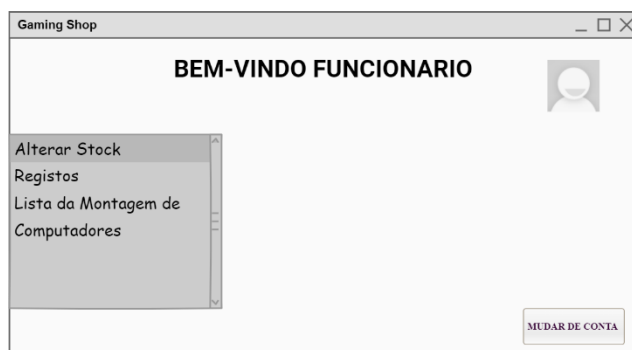 Gaming Shop
BEM-VINDO FUNCIONARIO
Alterar Stock
Registos
Lista da Montagem de
Computadores
MUDAR DE CONTA